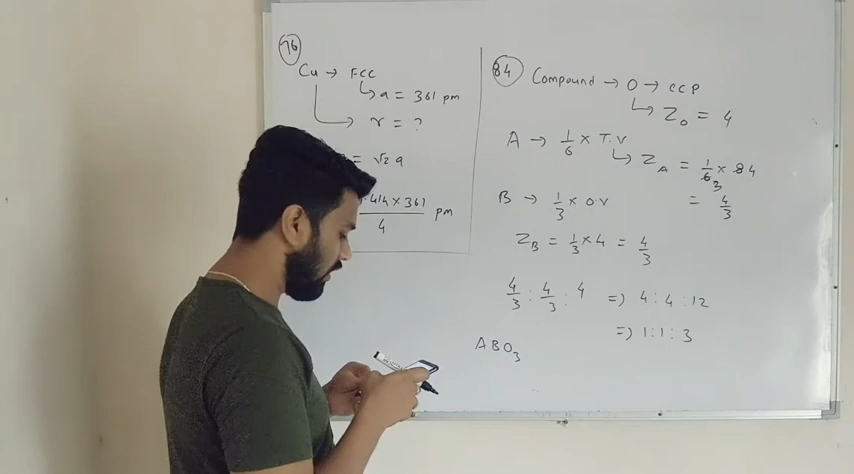 76
Cu → FCC
a = 361 pm
r = ?
= √2 a
.414 × 361
4
pm
84 Compound → O → CCP
Z_O = 4
A → 1/6 × T.V
Z_A = 1/6 × 8 4
3
= 4/3
B → 1/3 × O.V
Z_B = 1/3 × 4 = 4/3
4/3 : 4/3 : 4 => 4 : 4 : 12
=> 1 : 1 : 3
ABO₃